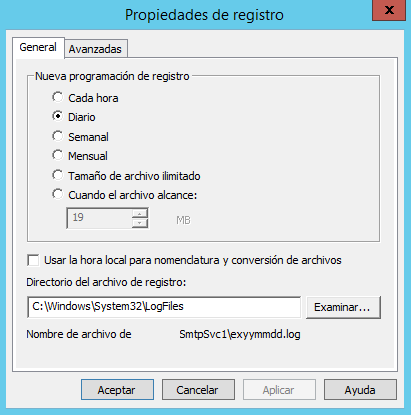 Propiedades de registro
x
General
Avanzadas
Nueva programación de registro
Cada hora
Diario
Semanal
Mensual
Tamaño de archivo ilimitado
Cuando el archivo alcance:
19 MB
Usar la hora local para nomenclatura y conversión de archivos
Directorio del archivo de registro:
C:\Windows\System32\LogFiles Examinar...
Nombre de archivo de SmtpSvc1\exyymmdd.log
Aceptar Cancelar Aplicar Ayuda